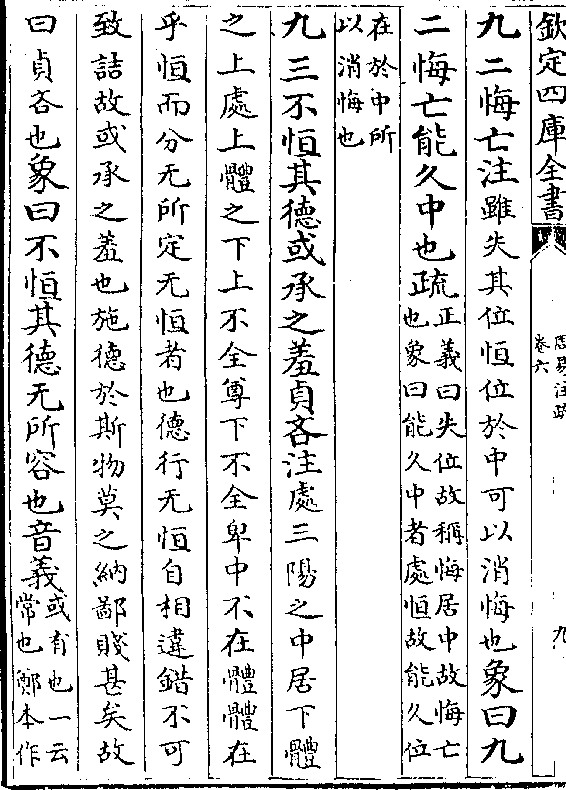 欽定四庫全書
周易注疏
卷六
九
九二悔亡注雖失其位恒位於中可以消悔也象曰九
二悔亡能久中也疏正義曰失位故稱悔居中故悔亡
也象曰能久中者處恒故能久位
在於中所
以消悔也
九三不恒其德或承之羞貞吝注處三陽之中居下體
之上處上體之下上不全尊下不全卑中不在體體在
乎恒而分无所定无恒者也德行无恒自相違錯不可
致詰故或承之羞也施德於斯物莫之納鄙賤甚矣故
曰貞吝也象曰不恒其德无所容也音義或有也一云
常也鄭本作